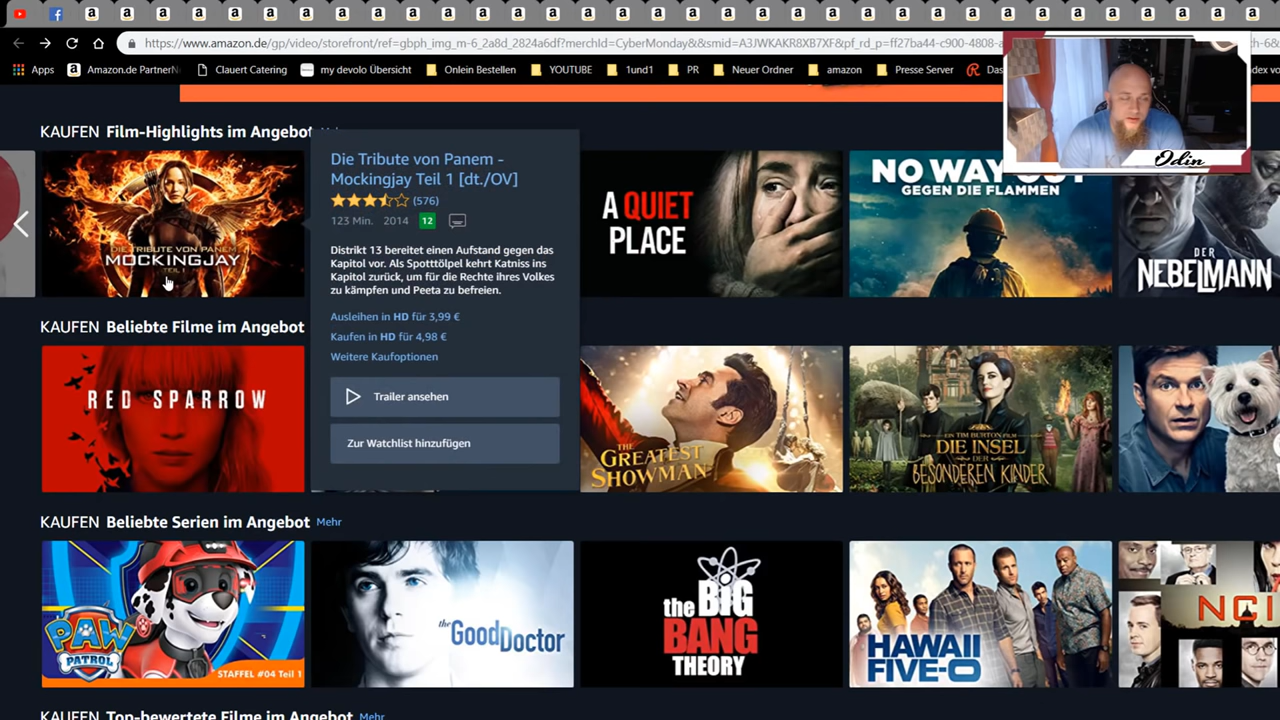 https://www.amazon.de/gp/video/storefront/ref=gbph_img_m-6_2a8d_2824a6df?merchId=CyberMonday&&smid=A3JWKAKR8XB7XF&pf_rd_p=ff27ba44-c900-4808-a
Apps
Amazon.de PartnerN
Clauert Catering
my devolo Übersicht
Onlein Bestellen
YOUTUBE
1und1
PR
Neuer Ordner
amazon
Presse Server
Das
ndex vo
Odin
KAUFEN Film-Highlights im Angebot
DIE TRIBUTE VON PANEM
MOCKINGJAY
TEIL 1
Die Tribute von Panem -
Mockingjay Teil 1 [dt./OV]
(576)
123 Min. 2014 12
Distrikt 13 bereitet einen Aufstand gegen das
Kapitol vor. Als Spotttölpel kehrt Katniss ins
Kapitol zurück, um für die Rechte ihres Volkes
zu kämpfen und Peeta zu befreien.
Ausleihen in HD für 3,99 €
Kaufen in HD für 4,98 €
Weitere Kaufoptionen
Trailer ansehen
Zur Watchlist hinzufügen
A QUIET
PLACE
NO WAY OUT
GEGEN DIE FLAMMEN
DER
NEBELMANN
KAUFEN Beliebte Filme im Angebot
RED SPARROW
THE
GREATEST
SHOWMAN
EIN TIM BURTON FILM
DIE INSEL
DER
BESONDEREN KINDER
KAUFEN Beliebte Serien im Angebot Mehr
PAW
PATROL
STAFFEL #04 Teil 1
the GOOD DOCTOR
the BIG
BANG
THEORY
HAWAII
FIVE-O
NCI
KAUFEN Top-bewertete Filme im Angebot Mehr